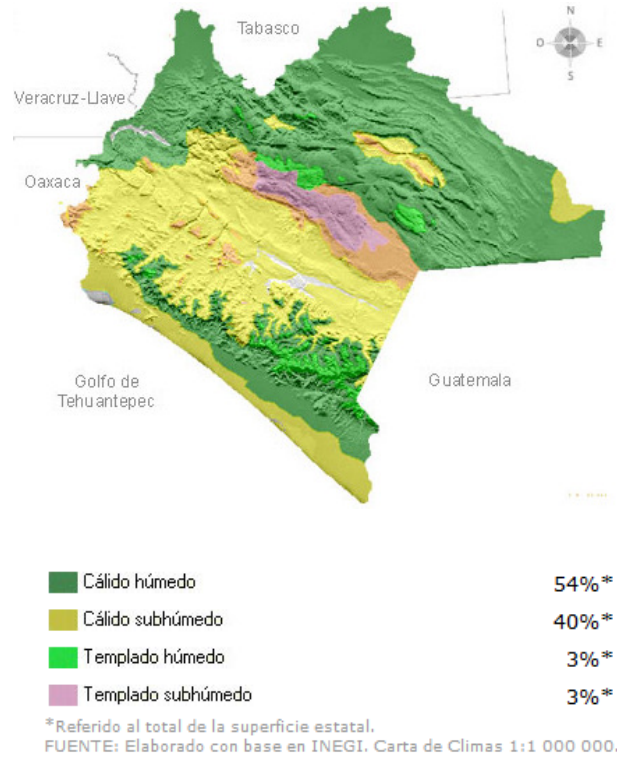 N
Tabasco
O E
S
Veracruz-Llave
Oaxaca
Golfo de
Tehuantepec
Guatemala
Cálido húmedo 54%*
Cálido subhúmedo 40%*
Templado húmedo 3%*
Templado subhúmedo 3%*
*Referido al total de la superficie estatal.
FUENTE: Elaborado con base en INEGI. Carta de Climas 1:1 000 000.